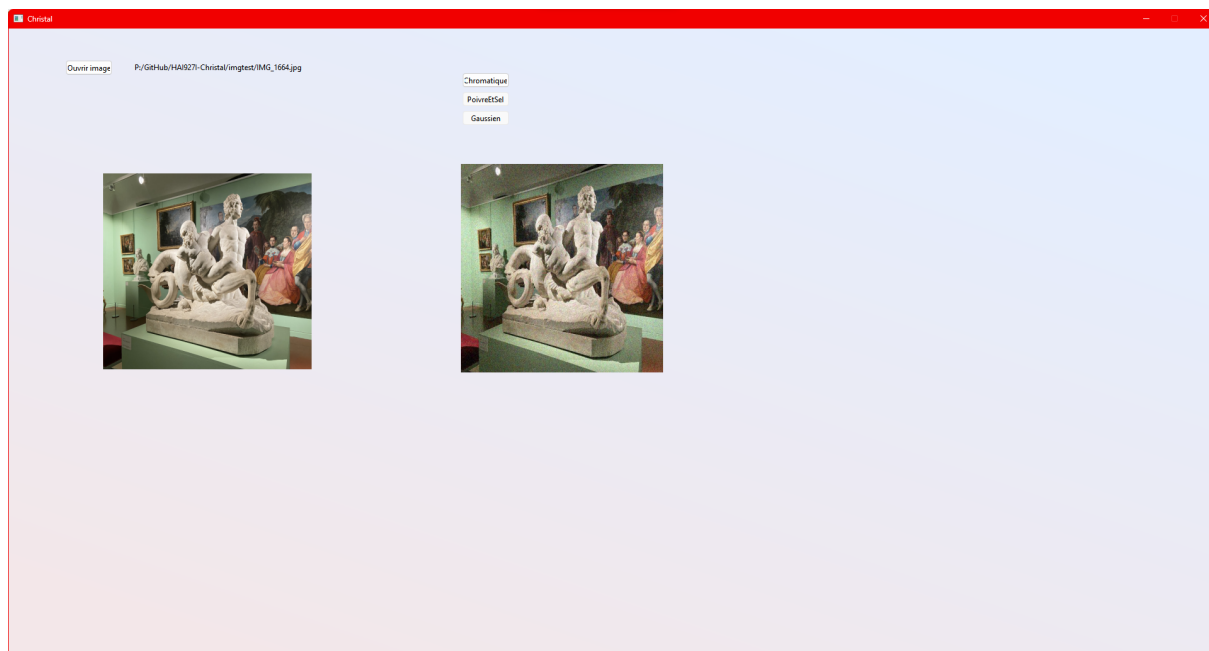 Christal
Ouvrir image P:/GitHub/HAI927I-Christal/imgtest/IMG_1664.jpg
Chromatique
PoivreEtSel
Gaussien